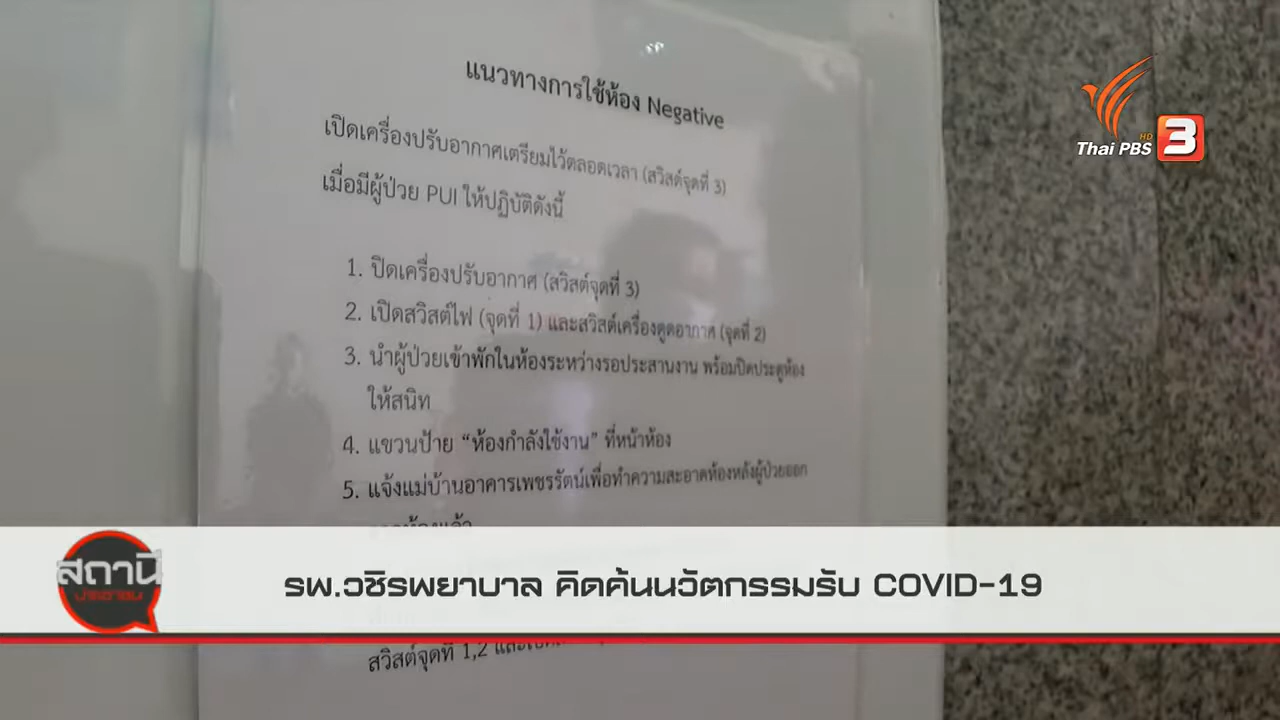 แนวทางการใช้ห้อง Negative
เปิดเครื่องปรับอากาศเตรียมไว้ตลอดเวลา (สวิสต์จุดที่ 3)
เมื่อมีผู้ป่วย PUI ให้ปฏิบัติดังนี้
1. ปิดเครื่องปรับอากาศ (สวิสต์จุดที่ 3)
2. เปิดสวิสต์ไฟ (จุดที่ 1) และสวิสต์เครื่องดูดอากาศ (จุดที่ 2)
3. นำผู้ป่วยเข้าพักในห้องระหว่างรอประสานงาน พร้อมปิดประตูห้อง
ให้สนิท
4. แขวนป้าย “ห้องกำลังใช้งาน” ที่หน้าห้อง
5. แจ้งแม่บ้านอาคารเพชรรัตน์เพื่อทำความสะอาดห้องหลังผู้ป่วยออก
สวิสต์จุดที่ 1,2 และ
Thai PBS HD 3
สถานี
ประชาชน
รพ.วชิรพยาบาล คิดค้นนวัตกรรมรับ COVID-19